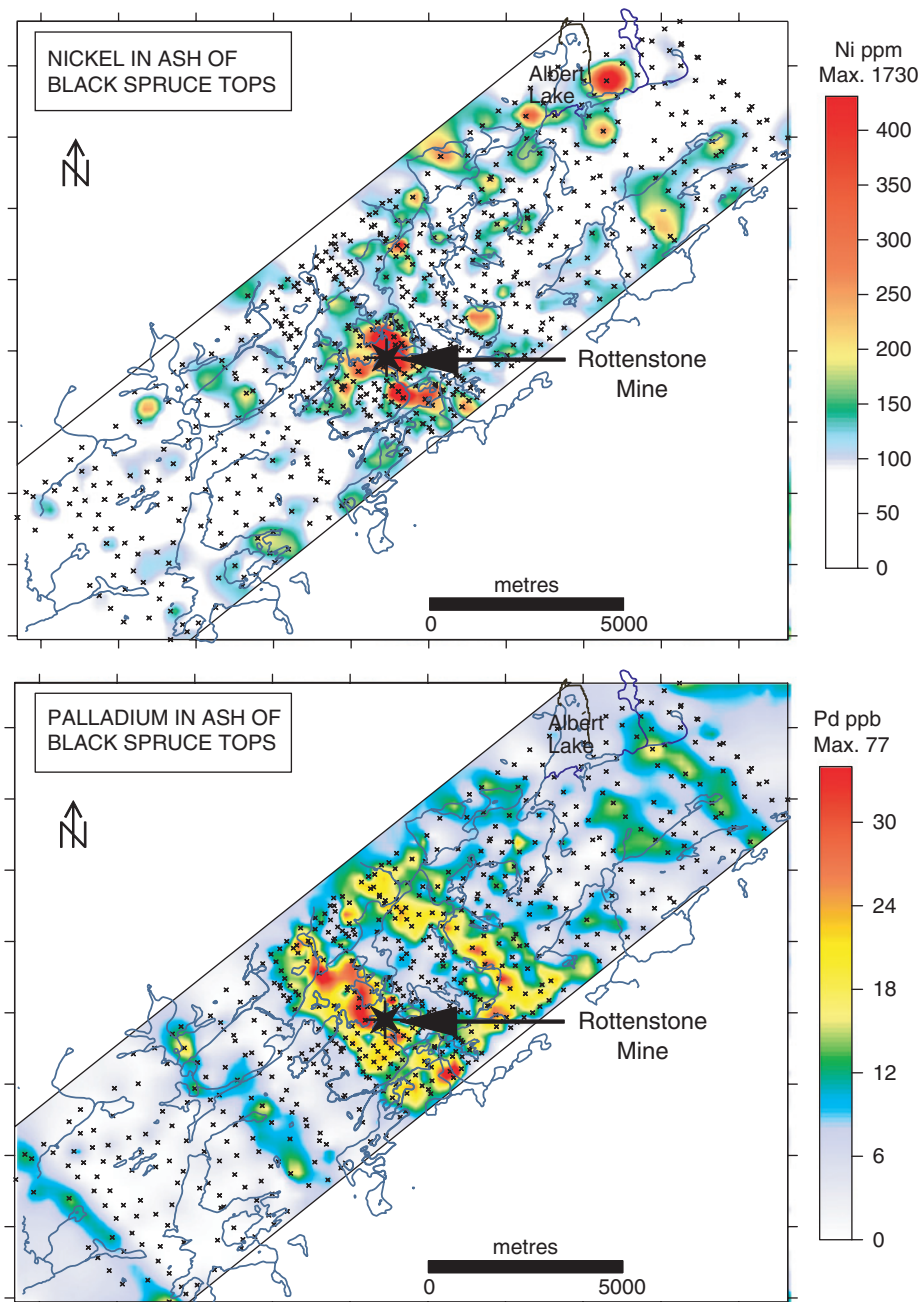 NICKEL IN ASH OF
BLACK SPRUCE TOPS
N
Albert
Lake
Rottenstone
Mine
metres
0 5000
Ni ppm
Max. 1730
400
350
300
250
200
150
100
50
0
PALLADIUM IN ASH OF
BLACK SPRUCE TOPS
N
Albert
Lake
Rottenstone
Mine
metres
0 5000
Pd ppb
Max. 77
30
24
18
12
6
0